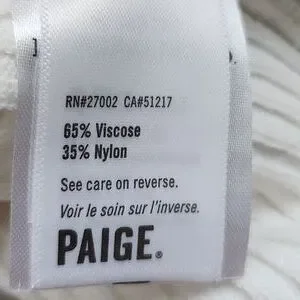 RN#27002 CA#51217
65% Viscose
35% Nylon
See care on reverse.
Voir le soin sur l'inverse.
PAIGE.